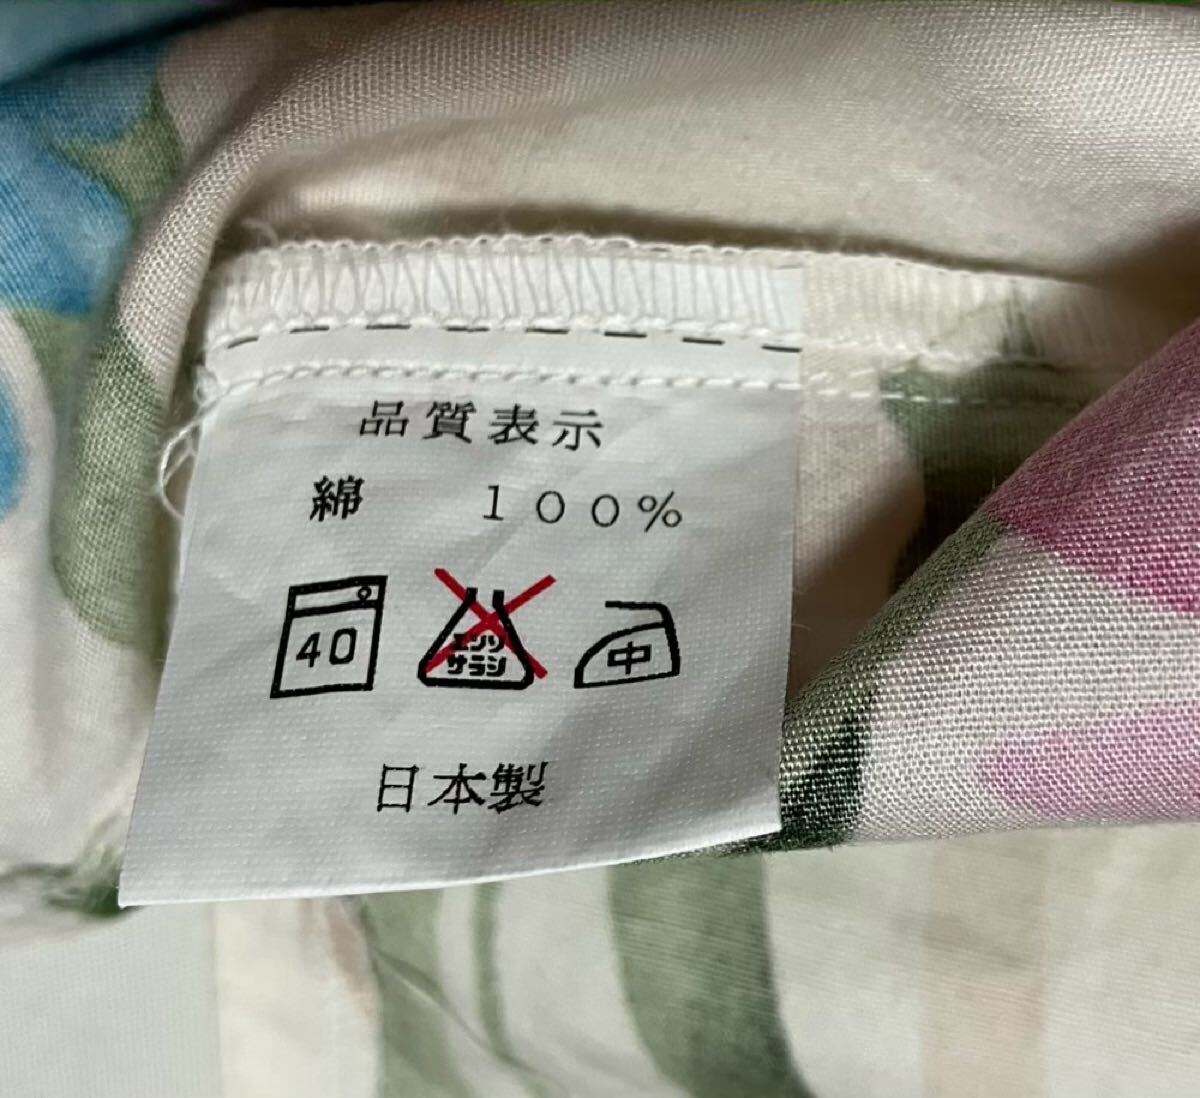 品質表示
綿 １００％
40 エンソ 中
サラシ
日本製